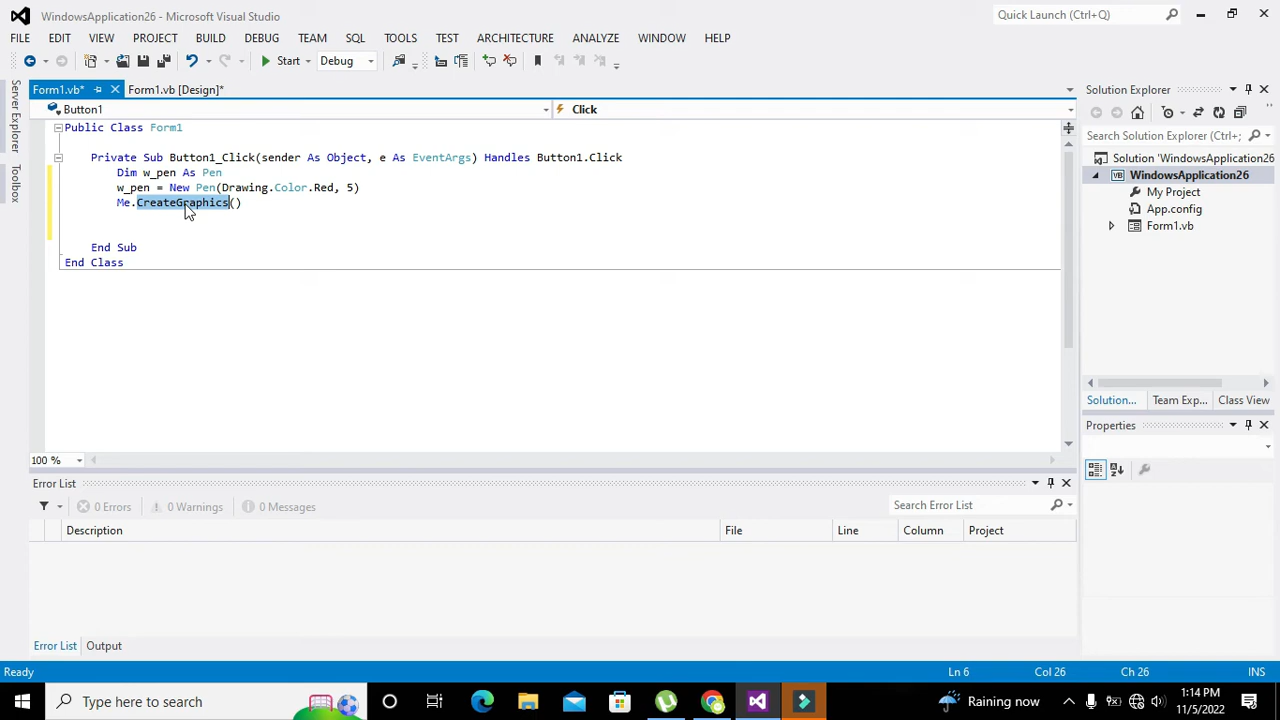 WindowsApplication26 - Microsoft Visual Studio
Quick Launch (Ctrl+Q)
FILE EDIT VIEW PROJECT BUILD DEBUG TEAM SQL TOOLS TEST ARCHITECTURE ANALYZE WINDOW HELP
Start Debug
Form1.vb* Form1.vb [Design]*
Button1 Click
Server Explorer
Toolbox
Public Class Form1
Private Sub Button1_Click(sender As Object, e As EventArgs) Handles Button1.Click
Dim w_pen As Pen
w_pen = New Pen(Drawing.Color.Red, 5)
Me.CreateGraphics()
End Sub
End Class
100 %
Solution Explorer
Search Solution Explorer (Ctrl+;
Solution 'WindowsApplication26
WindowsApplication26
My Project
App.config
Form1.vb
Solution... Team Exp... Class View
Properties
Error List
0 Errors 0 Warnings 0 Messages
Search Error List
Description File Line Column Project
Error List Output
Ready Ln 6 Col 26 Ch 26 INS
Type here to search
Raining now
1:14 PM
11/5/2022